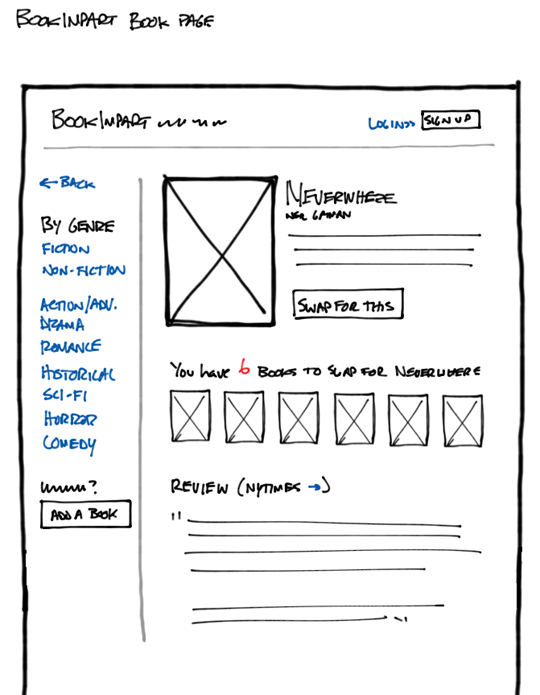 BOOKINPART BOOK PAGE
BOOKINPART
LOGIN>> SIGN UP
← BACK
BY GENRE
FICTION
NON-FICTION
ACTION/ADV.
DRAMA
ROMANCE
HISTORICAL
SCI-FI
HORROR
COMEDY
?
ADD A BOOK
NEVERWHERE
NEIL GAIMAN
SWAP FOR THIS
You have 6 BOOKS TO SWAP FOR NEVERWHERE
REVIEW (NYTIMES →)